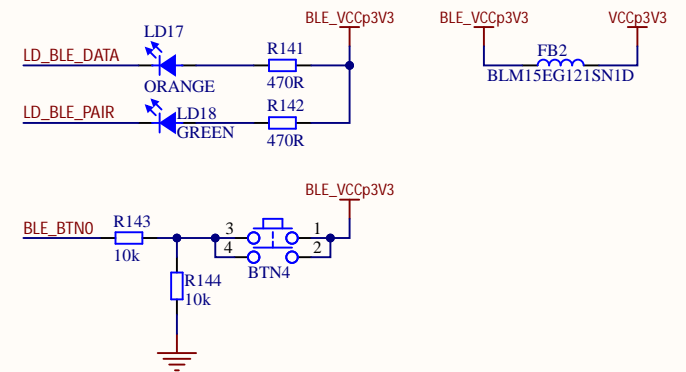 LD17
LD_BLE_DATA
ORANGE
R141
470R
BLE_VCCp3V3
LD_BLE_PAIR
LD18
GREEN
R142
470R
BLE_VCCp3V3
VCCp3V3
FB2
BLM15EG121SN1D
BLE_BTN0
R143
10k
R144
10k
3
4
1
2
BTN4
BLE_VCCp3V3